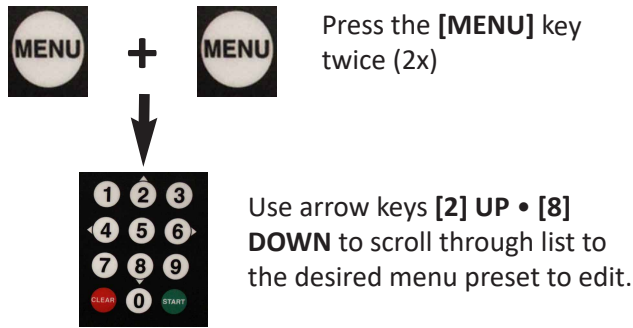 MENU
+
MENU
Press the [MENU] key
twice (2x)
1 2 3
4 5 6
7 8 9
CLEAR 0 START
Use arrow keys [2] UP • [8]
DOWN to scroll through list to
the desired menu preset to edit.